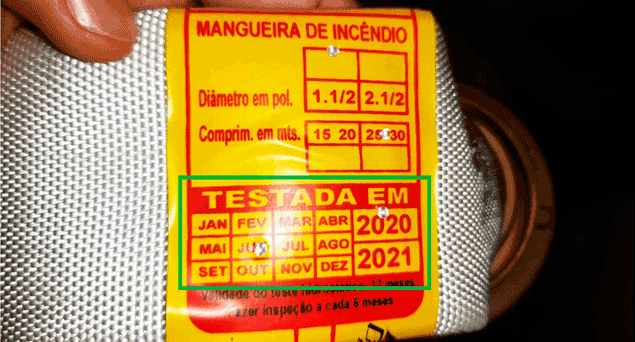 MANGUEIRA DE INCÊNDIO
Diâmetro em pol. 1.1/2 2.1/2
Comprim. em mts. 15 20 25 30
TESTADA EM
JAN FEV MAR ABR 2020
MAI JUN JUL AGO
SET OUT NOV DEZ 2021
validade do teste hidrostático 12 meses
azer inspeção a cada 6 meses